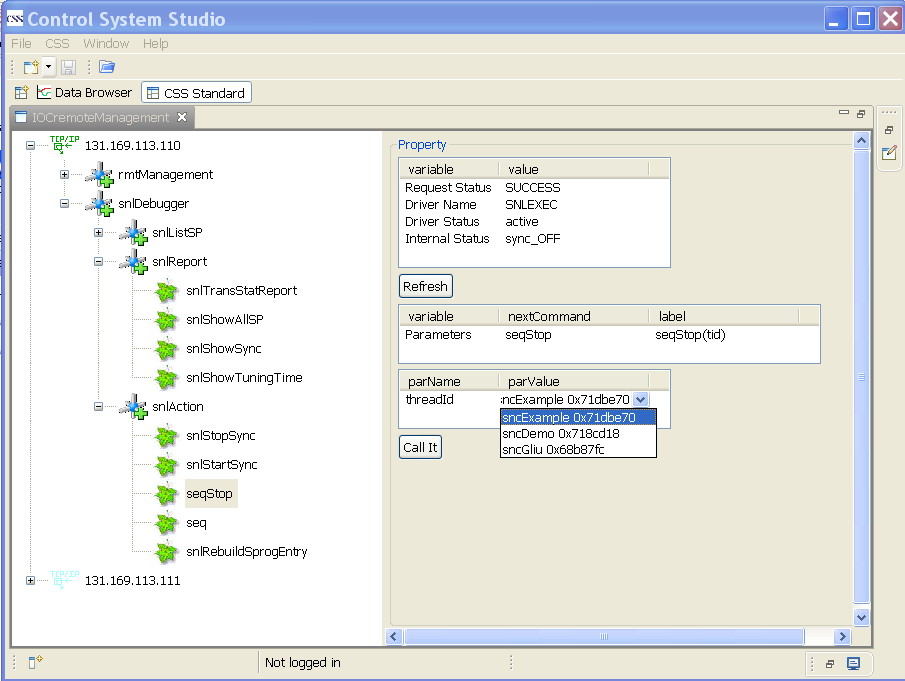 CSS Control System Studio
File CSS Window Help
Data Browser CSS Standard
IOCremoteManagement
TCP/IP 131.169.113.110
rmtManagement
snlDebugger
snlListSP
snlReport
snlTransStatReport
snlShowAllSP
snlShowSync
snlShowTuningTime
snlAction
snlStopSync
snlStartSync
seqStop
seq
snlRebuildSprogEntry
TCP/IP 131.169.113.111
Property
variable value
Request Status SUCCESS
Driver Name SNLEXEC
Driver Status active
Internal Status sync_OFF
Refresh
variable nextCommand label
Parameters seqStop seqStop(tid)
parName parValue
threadId ncExample 0x71dbe70
sncExample 0x71dbe70
sncDemo 0x718cd18
sncGliu 0x68b87fc
Call It
Not logged in